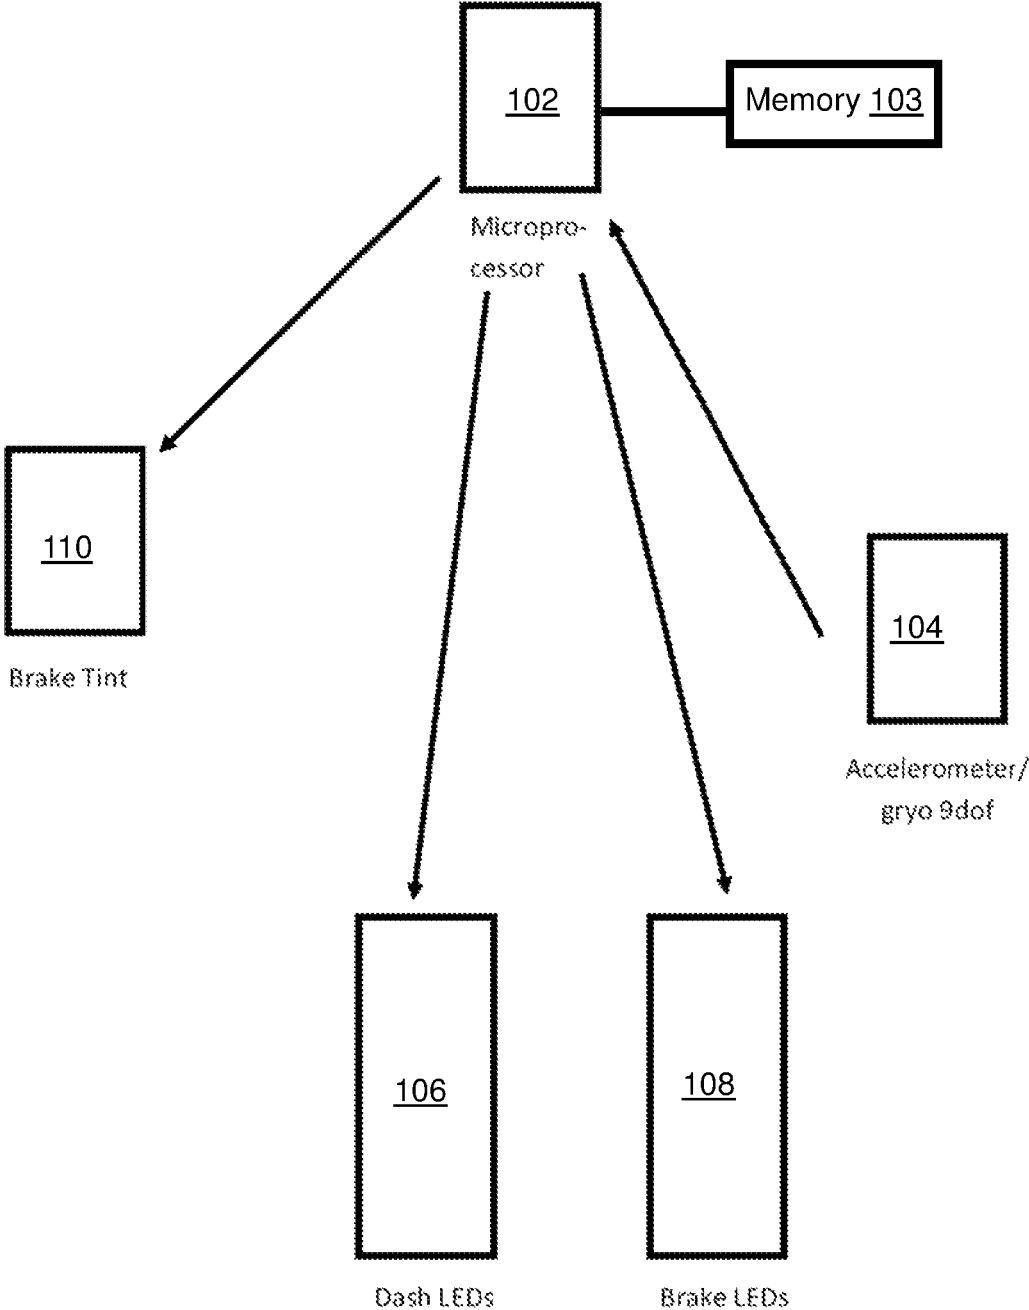 102
Memory 103
Micropro-
cessor
110
Brake Tint
104
Accelerometer/
gryo 9dof
106
108
Dash LEDs
Brake LEDs